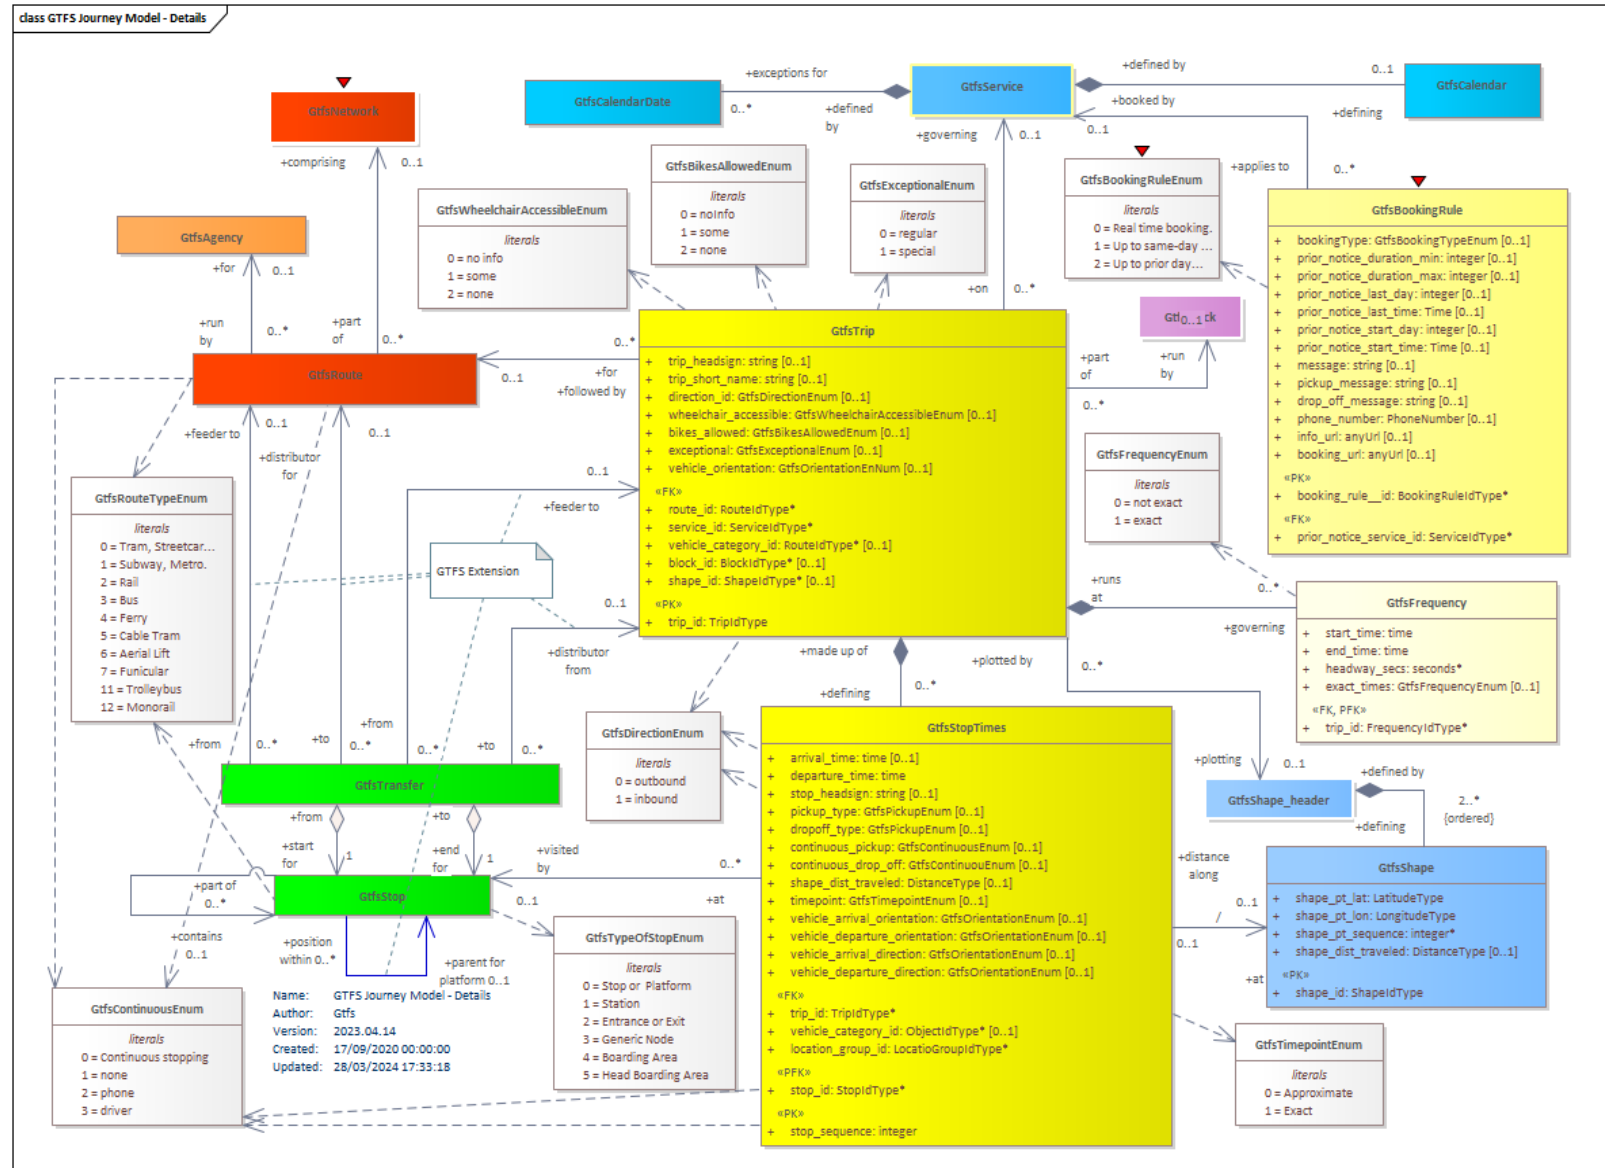 class GTFS Journey Model - Details
+exceptions for
GtfsCalendarDate
0..*
+defined by
GtfsService
+defined by
0..1
GtfsCalendar
+booked by
+defining
0..1
+governing
0..1
GtfsNetwork
+comprising
0..1
GtfsBikesAllowedEnum
literals
0 = noInfo
1 = some
2 = none
GtfsExceptionalEnum
literals
0 = regular
1 = special
GtfsBookingRuleEnum
literals
0 = Real time booking.
1 = Up to same-day ...
2 = Up to prior day...
+applies to
0..*
GtfsWheelchairAccessibleEnum
literals
0 = no info
1 = some
2 = none
GtfsBookingRule
+ bookingType: GtfsBookingTypeEnum [0..1]
+ prior_notice_duration_min: integer [0..1]
+ prior_notice_duration_max: integer [0..1]
+ prior_notice_last_day: integer [0..1]
+ prior_notice_last_time: Time [0..1]
+ prior_notice_start_day: integer [0..1]
+ prior_notice_start_time: Time [0..1]
+ message: string [0..1]
+ pickup_message: string [0..1]
+ drop_off_message: string [0..1]
+ phone_number: PhoneNumber [0..1]
+ info_url: anyUrl [0..1]
+ booking_url: anyUrl [0..1]
«PK»
+ booking_rule__id: BookingRuleIdType*
«FK»
+ prior_notice_service_id: ServiceIdType*
GtfsAgency
+for
0..1
+run by
0..*
+part of
0..*
GtfsRoute
+on
0..*
0..1
+part of
+run by
0..*
GtfsTrip
+ trip_headsign: string [0..1]
+ trip_short_name: string [0..1]
+ direction_id: GtfsDirectionEnum [0..1]
+ wheelchair_accessible: GtfsWheelchairAccessibleEnum [0..1]
+ bikes_allowed: GtfsBikesAllowedEnum [0..1]
+ exceptional: GtfsExceptionalEnum [0..1]
+ vehicle_orientation: GtfsOrientationEnNum [0..1]
«FK»
+ route_id: RouteIdType*
+ service_id: ServiceIdType*
+ vehicle_category_id: RouteIdType* [0..1]
+ block_id: BlockIdType* [0..1]
+ shape_id: ShapeIdType* [0..1]
«PK»
+ trip_id: TripIdType
0..*
+for
0..1
+followed by
+feeder to
0..1
0..1
+distributor for
0..1
+feeder to
GtfsFrequencyEnum
literals
0 = not exact
1 = exact
GtfsRouteTypeEnum
literals
0 = Tram, Streetcar...
1 = Subway, Metro.
2 = Rail
3 = Bus
4 = Ferry
5 = Cable Tram
6 = Aerial Lift
7 = Funicular
11 = Trolleybus
12 = Monorail
GTFS Extension
0..1
+distributor from
+runs at
0..*
+governing
GtfsFrequency
+ start_time: time
+ end_time: time
+ headway_secs: seconds*
+ exact_times: GtfsFrequencyEnum [0..1]
«FK, PFK»
+ trip_id: FrequencyIdType*
+made up of
+plotted by
0..*
+defining
0..*
GtfsDirectionEnum
literals
0 = outbound
1 = inbound
+from
0..*
+to
0..*
+from
0..*
+to
0..*
GtfsTransfer
+plotting
0..1
GtfsShape_header
+defined by
2..*
{ordered}
+defining
GtfsStopTimes
+ arrival_time: time [0..1]
+ departure_time: time
+ stop_headsign: string [0..1]
+ pickup_type: GtfsPickupEnum [0..1]
+ dropoff_type: GtfsPickupEnum [0..1]
+ continuous_pickup: GtfsContinuousEnum [0..1]
+ continuous_drop_off: GtfsContinuouEnum [0..1]
+ shape_dist_traveled: DistanceType [0..1]
+ timepoint: GtfsTimepointEnum [0..1]
+ vehicle_arrival_orientation: GtfsOrientationEnum [0..1]
+ vehicle_departure_orientation: GtfsOrientationEnum [0..1]
+ vehicle_arrival_direction: GtfsOrientationEnum [0..1]
+ vehicle_departure_direction: GtfsOrientationEnum [0..1]
«FK»
+ trip_id: TripIdType*
+ vehicle_category_id: ObjectIdType* [0..1]
+ location_group_id: LocatioGroupIdType*
«PFK»
+ stop_id: StopIdType*
«PK»
+ stop_sequence: integer
+from
+to
+start for
1
+end for
1
+visited by
0..*
0..1
+at
GtfsStop
+part of
0..*
+contains
0..1
+position within 0..*
+parent for platform 0..1
+distance along
0..1
/
0..1
+at
GtfsShape
+ shape_pt_lat: LatitudeType
+ shape_pt_lon: LongitudeType
+ shape_pt_sequence: integer*
+ shape_dist_traveled: DistanceType [0..1]
«PK»
+ shape_id: ShapeIdType
GtfsTypeOfStopEnum
literals
0 = Stop or Platform
1 = Station
2 = Entrance or Exit
3 = Generic Node
4 = Boarding Area
5 = Head Boarding Area
GtfsContinuousEnum
literals
0 = Continuous stopping
1 = none
2 = phone
3 = driver
Name: GTFS Journey Model - Details
Author: Gtfs
Version: 2023.04.14
Created: 17/09/2020 00:00:00
Updated: 28/03/2024 17:33:18
GtfsTimepointEnum
literals
0 = Approximate
1 = Exact